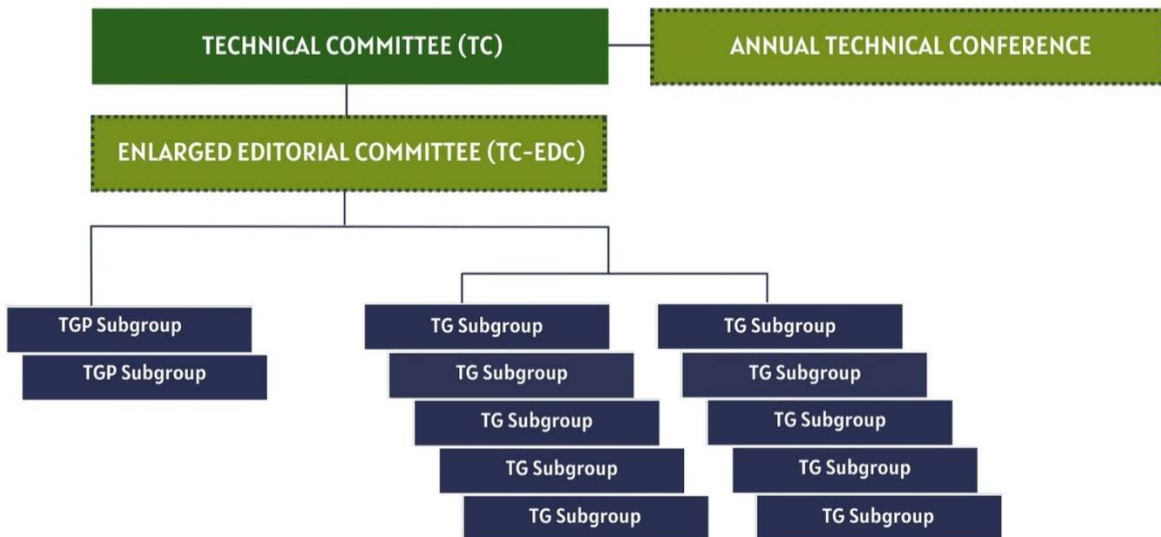 TECHNICAL COMMITTEE (TC)
ANNUAL TECHNICAL CONFERENCE
ENLARGED EDITORIAL COMMITTEE (TC-EDC)
TGP Subgroup
TGP Subgroup
TG Subgroup
TG Subgroup
TG Subgroup
TG Subgroup
TG Subgroup
TG Subgroup
TG Subgroup
TG Subgroup
TG Subgroup
TG Subgroup